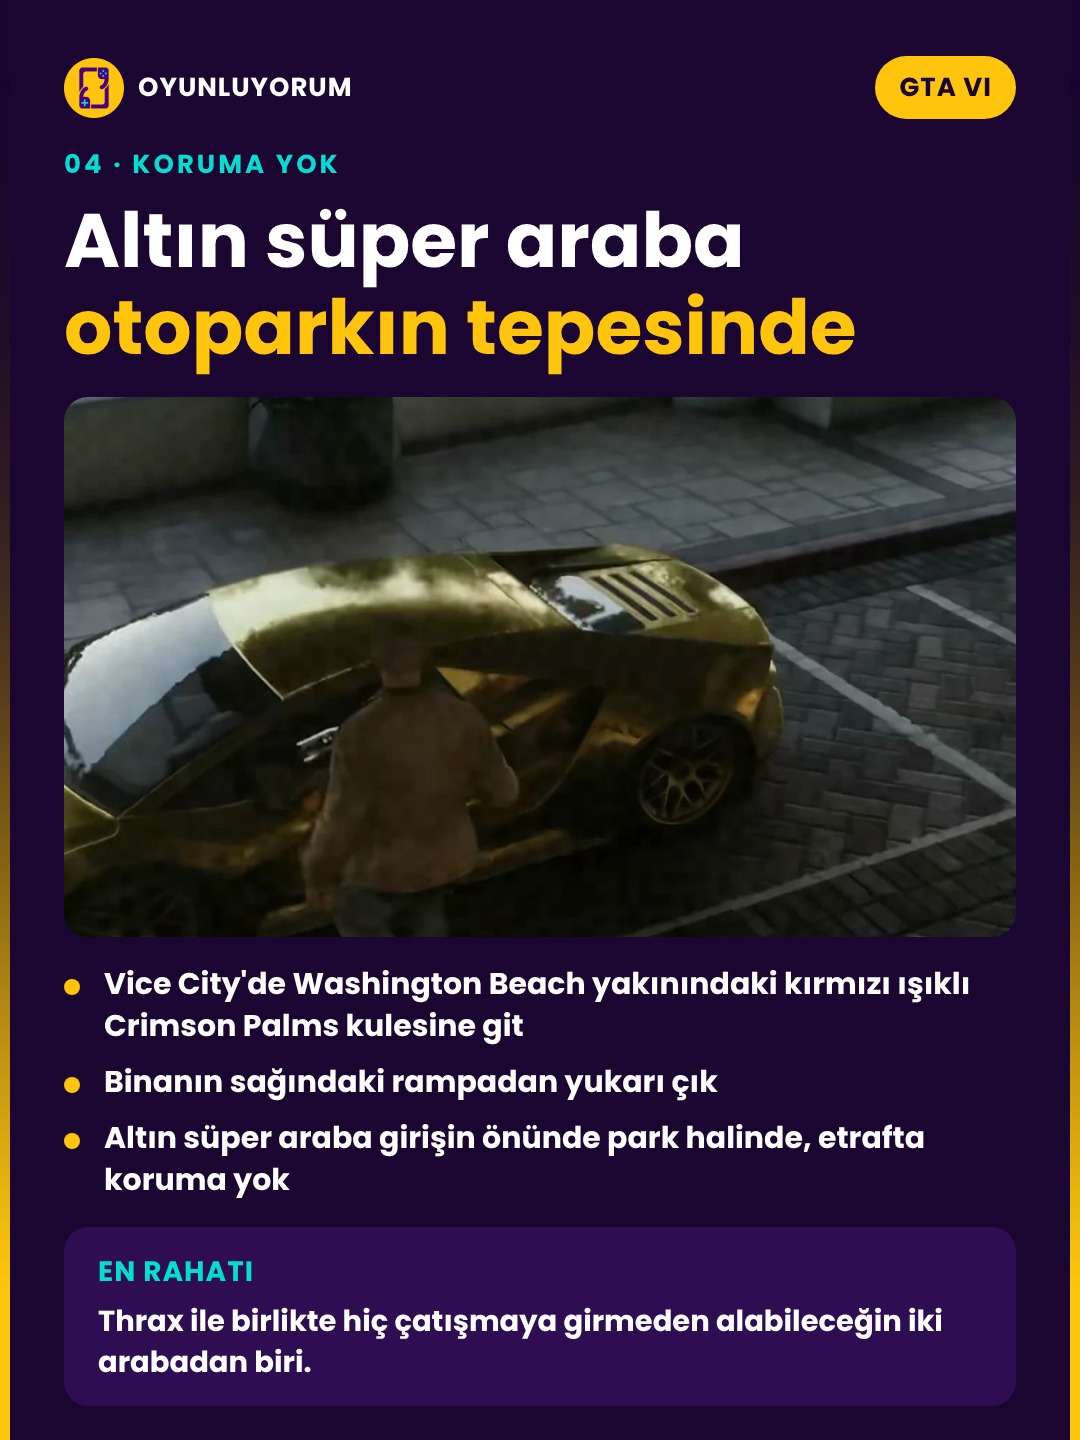 OYUNLUYORUM
GTA VI
04 · KORUMA YOK
Altın süper araba
otoparkın tepesinde
Vice City'de Washington Beach yakınındaki kırmızı ışıklı
Crimson Palms kulesine git
Binanın sağındaki rampadan yukarı çık
Altın süper araba girişin önünde park halinde, etrafta
koruma yok
EN RAHATI
Thrax ile birlikte hiç çatışmaya girmeden alabileceğin iki
arabadan biri.